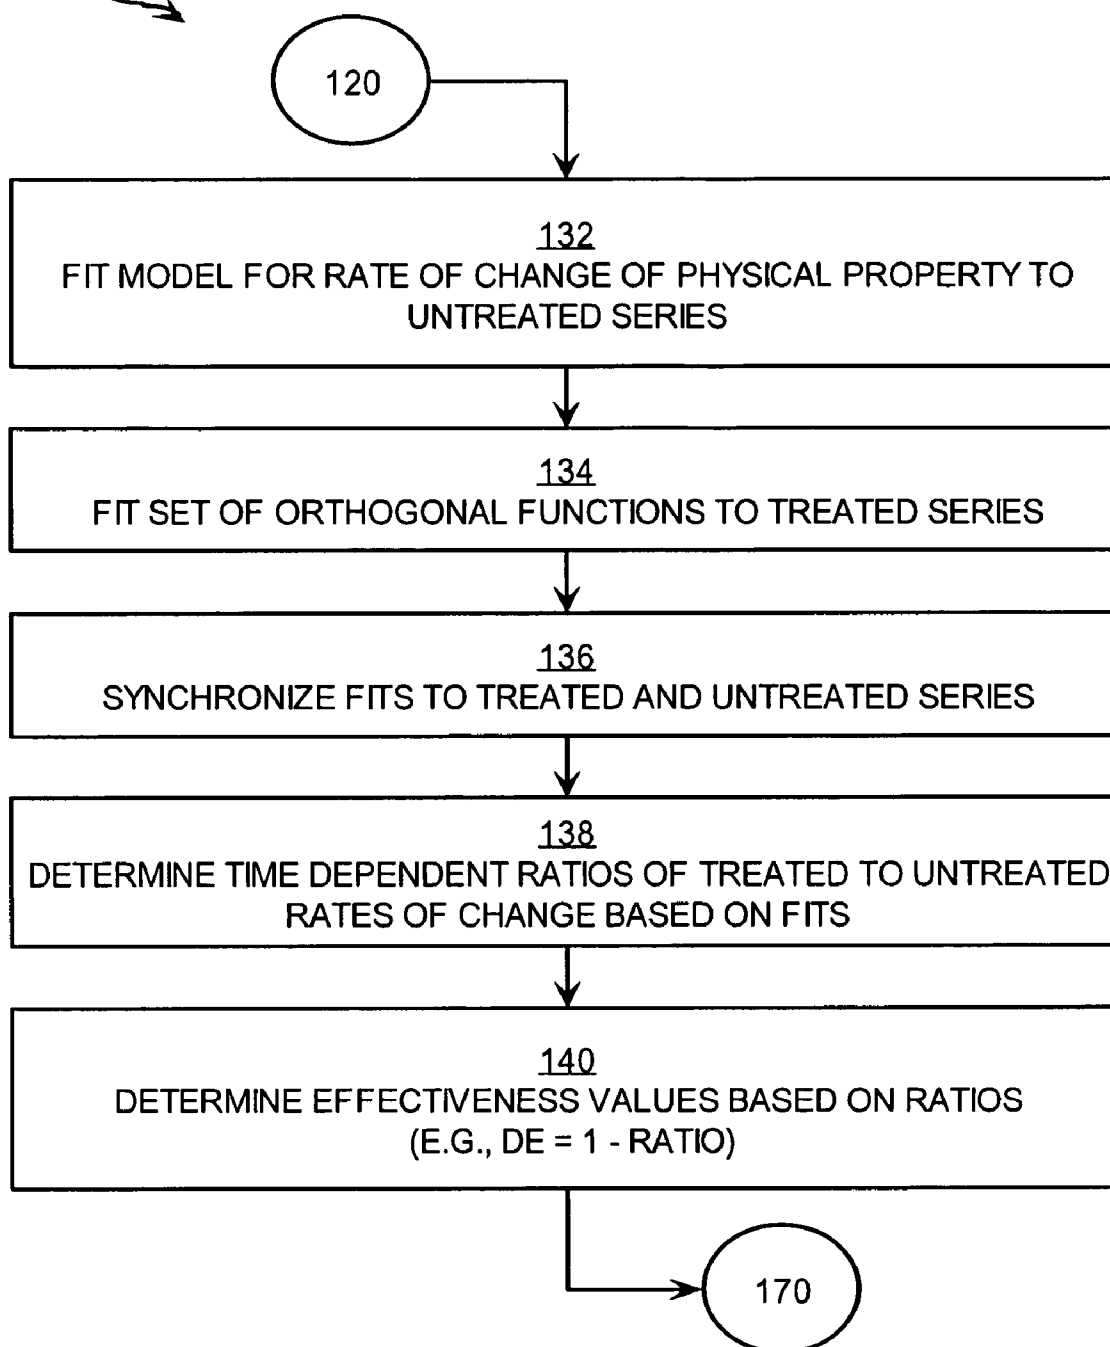 120
132
FIT MODEL FOR RATE OF CHANGE OF PHYSICAL PROPERTY TO
UNTREATED SERIES
134
FIT SET OF ORTHOGONAL FUNCTIONS TO TREATED SERIES
136
SYNCHRONIZE FITS TO TREATED AND UNTREATED SERIES
138
DETERMINE TIME DEPENDENT RATIOS OF TREATED TO UNTREATED
RATES OF CHANGE BASED ON FITS
140
DETERMINE EFFECTIVENESS VALUES BASED ON RATIOS
(E.G., DE = 1 - RATIO)
170